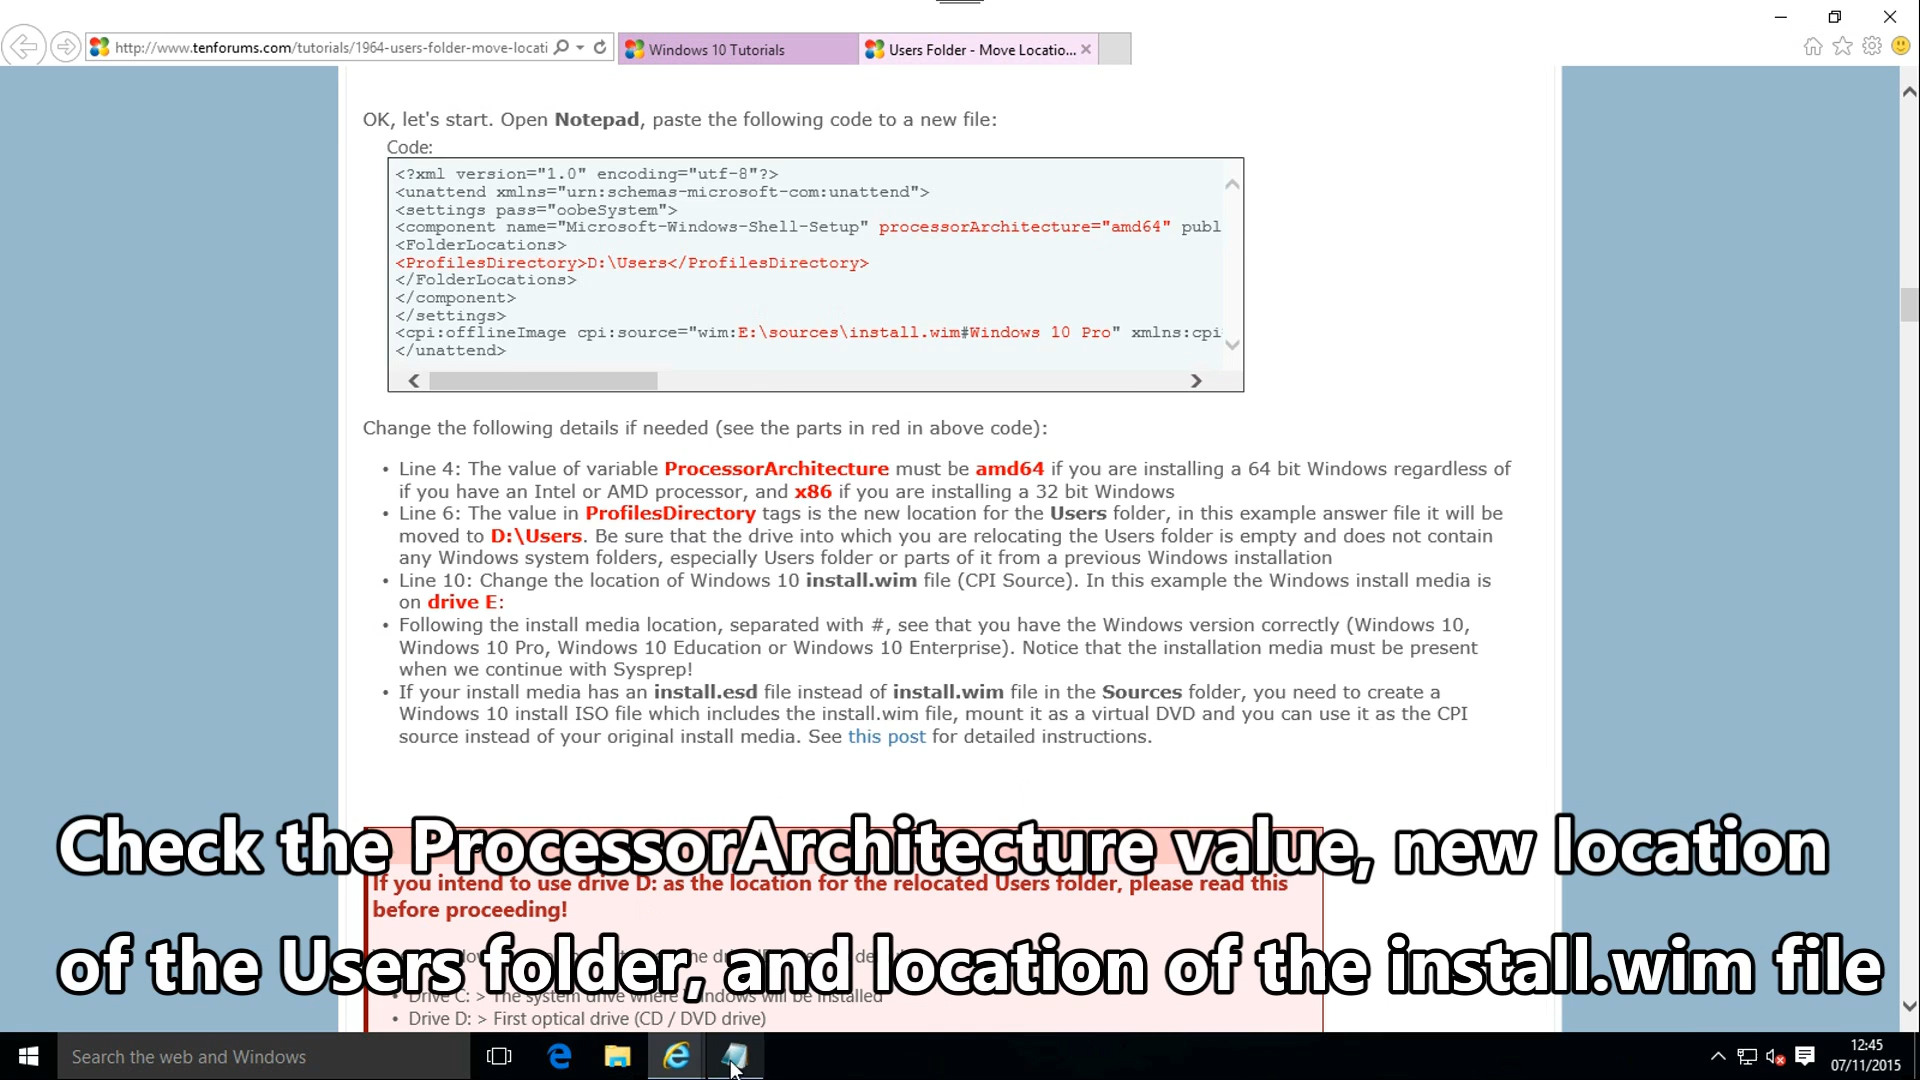 http://www.tenforums.com/tutorials/1964-users-folder-move-locati
Windows 10 Tutorials
Users Folder - Move Locatio...
OK, let's start. Open Notepad, paste the following code to a new file:
Code:
<?xml version="1.0" encoding="utf-8"?>
<unattend xmlns="urn:schemas-microsoft-com:unattend">
<settings pass="oobeSystem">
<component name="Microsoft-Windows-Shell-Setup" processorArchitecture="amd64" publ
<FolderLocations>
<ProfilesDirectory>D:\Users</ProfilesDirectory>
</FolderLocations>
</component>
</settings>
<cpi:offlineImage cpi:source="wim:E:\sources\install.wim#Windows 10 Pro" xmlns:cpi
</unattend>
Change the following details if needed (see the parts in red in above code):
• Line 4: The value of variable ProcessorArchitecture must be amd64 if you are installing a 64 bit Windows regardless of
if you have an Intel or AMD processor, and x86 if you are installing a 32 bit Windows
• Line 6: The value in ProfilesDirectory tags is the new location for the Users folder, in this example answer file it will be
moved to D:\Users. Be sure that the drive into which you are relocating the Users folder is empty and does not contain
any Windows system folders, especially Users folder or parts of it from a previous Windows installation
• Line 10: Change the location of Windows 10 install.wim file (CPI Source). In this example the Windows install media is
on drive E:
• Following the install media location, separated with #, see that you have the Windows version correctly (Windows 10,
Windows 10 Pro, Windows 10 Education or Windows 10 Enterprise). Notice that the installation media must be present
when we continue with Sysprep!
• If your install media has an install.esd file instead of install.wim file in the Sources folder, you need to create a
Windows 10 install ISO file which includes the install.wim file, mount it as a virtual DVD and you can use it as the CPI
source instead of your original install media. See this post for detailed instructions.
Check the ProcessorArchitecture value, new location
If you intend to use drive D: as the location for the relocated Users folder, please read this
before proceeding!
of the Users folder, and location of the install.wim file
• Drive C: > The system drive where Windows will be installed
• Drive D: > First optical drive (CD / DVD drive)
Search the web and Windows
12:45
07/11/2015